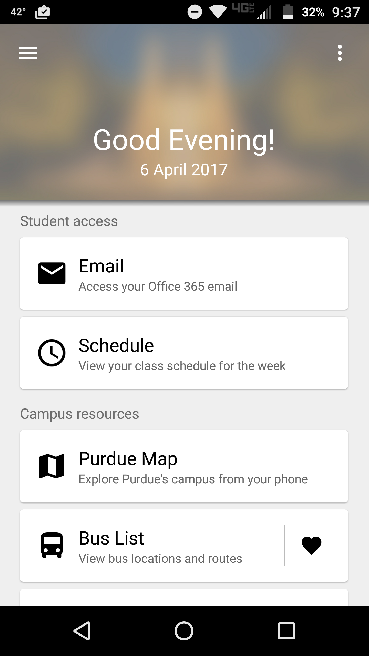 42° 4G 32% 9:37
Good Evening!
6 April 2017
Student access
Email
Access your Office 365 email
Schedule
View your class schedule for the week
Campus resources
Purdue Map
Explore Purdue's campus from your phone
Bus List
View bus locations and routes